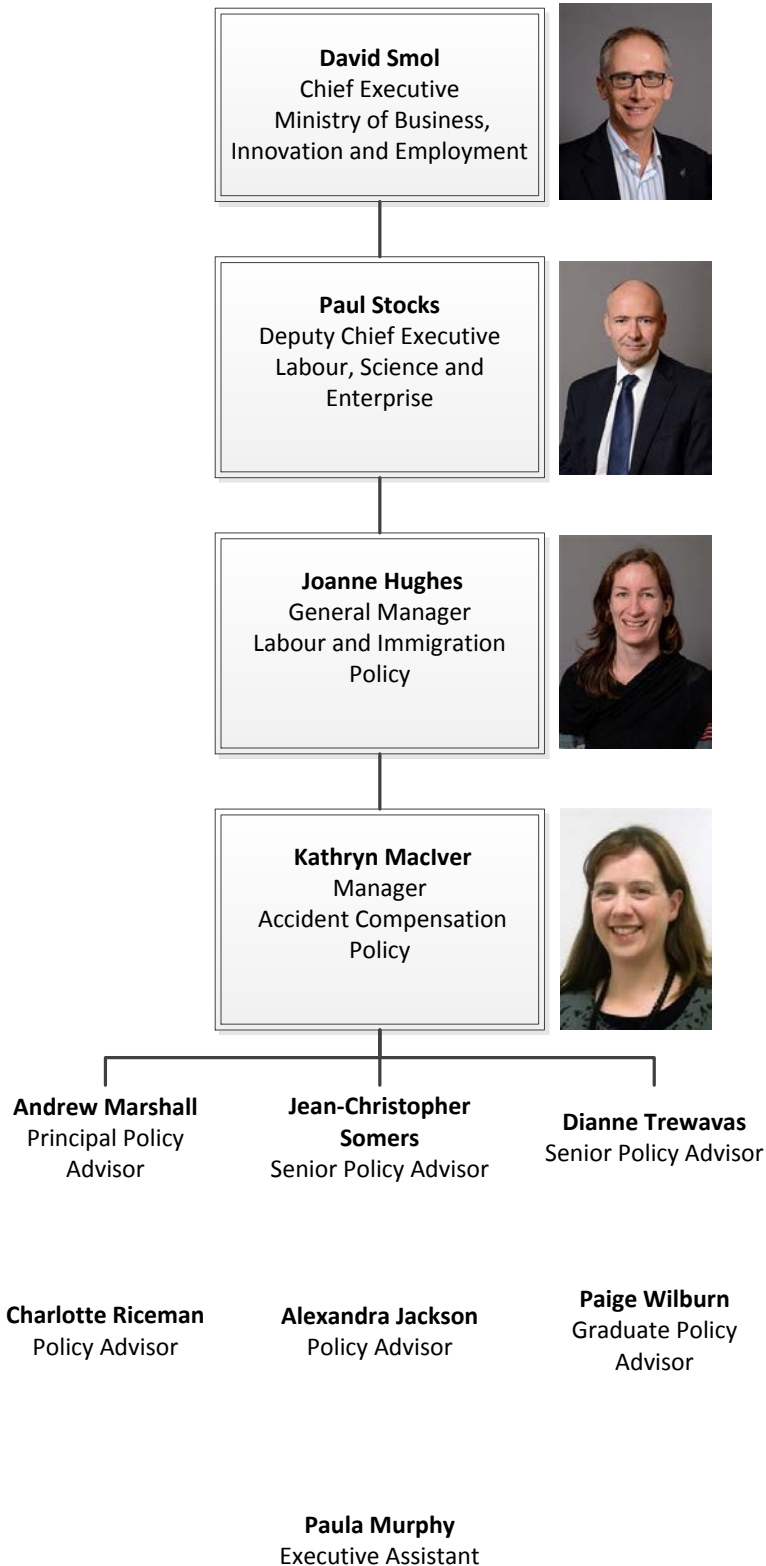 David Smol
Chief Executive
Ministry of Business,
Innovation and Employment
Paul Stocks
Deputy Chief Executive
Labour, Science and
Enterprise
Joanne Hughes
General Manager
Labour and Immigration
Policy
Kathryn MacIver
Manager
Accident Compensation
Policy
Andrew Marshall
Principal Policy
Advisor
Jean-Christopher
Somers
Senior Policy Advisor
Dianne Trewavas
Senior Policy Advisor
Charlotte Riceman
Policy Advisor
Alexandra Jackson
Policy Advisor
Paige Wilburn
Graduate Policy
Advisor
Paula Murphy
Executive Assistant